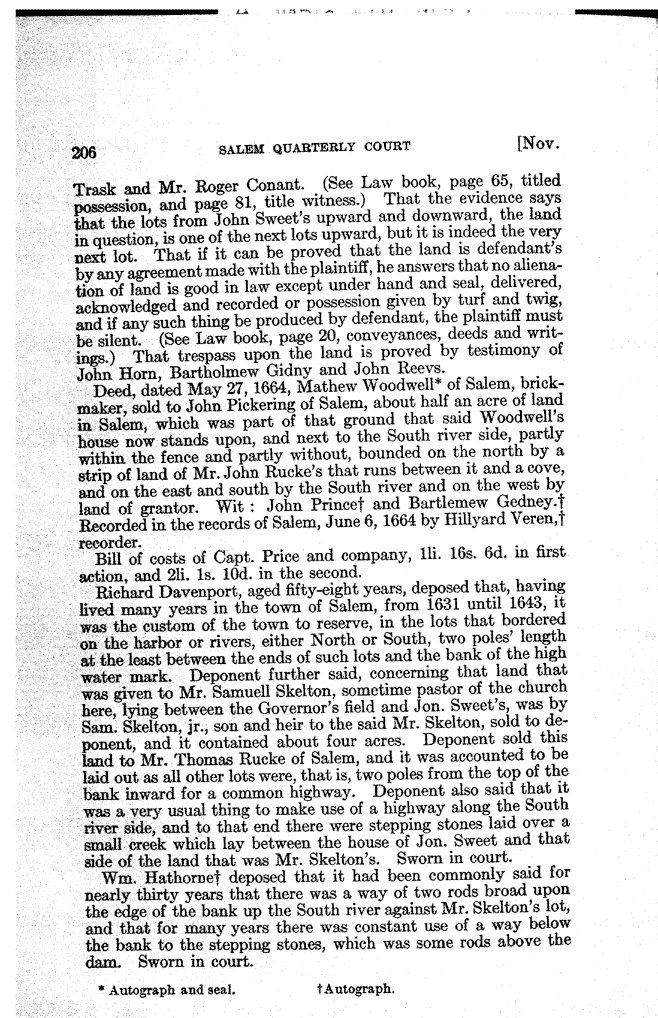 206 SALEM QUARTERLY COURT [Nov.
Trask and Mr. Roger Conant. (See Law book, page 65, titled
possession, and page 81, title witness.) That the evidence says
that the lots from John Sweet's upward and downward, the land
in question, is one of the next lots upward, but it is indeed the very
next lot. That if it can be proved that the land is defendant's
by any agreement made with the plaintiff, he answers that no aliena-
tion of land is good in law except under hand and seal, delivered,
acknowledged and recorded or possession given by turf and twig,
and if any such thing be produced by defendant, the plaintiff must
be silent. (See Law book, page 20, conveyances, deeds and writ-
ings.) That trespass upon the land is proved by testimony of
John Horn, Bartholmew Gidny and John Reevs.
Deed, dated May 27, 1664, Mathew Woodwell* of Salem, brick-
maker, sold to John Pickering of Salem, about half an acre of land
in Salem, which was part of that ground that said Woodwell's
house now stands upon, and next to the South river side, partly
within the fence and partly without, bounded on the north by a
strip of land of Mr. John Rucke's that runs between it and a cove,
and on the east and south by the South river and on the west by
land of grantor. Wit: John Prince† and Bartlemew Gedney.†
Recorded in the records of Salem, June 6, 1664 by Hillyard Veren,†
recorder.
Bill of costs of Capt. Price and company, 1li. 16s. 6d. in first
action, and 2li. 1s. 10d. in the second.
Richard Davenport, aged fifty-eight years, deposed that, having
lived many years in the town of Salem, from 1631 until 1643, it
was the custom of the town to reserve, in the lots that bordered
on the harbor or rivers, either North or South, two poles' length
at the least between the ends of such lots and the bank of the high
water mark. Deponent further said, concerning that land that
was given to Mr. Samuell Skelton, sometime pastor of the church
here, lying between the Governor's field and Jon. Sweet's, was by
Sam. Skelton, jr., son and heir to the said Mr. Skelton, sold to de-
ponent, and it contained about four acres. Deponent sold this
land to Mr. Thomas Rucke of Salem, and it was accounted to be
laid out as all other lots were, that is, two poles from the top of the
bank inward for a common highway. Deponent also said that it
was a very usual thing to make use of a highway along the South
river side, and to that end there were stepping stones laid over a
small creek which lay between the house of Jon. Sweet and that
side of the land that was Mr. Skelton's. Sworn in court.
Wm. Hathorne† deposed that it had been commonly said for
nearly thirty years that there was a way of two rods broad upon
the edge of the bank up the South river against Mr. Skelton's lot,
and that for many years there was constant use of a way below
the bank to the stepping stones, which was some rods above the
dam. Sworn in court.
* Autograph and seal. †Autograph.